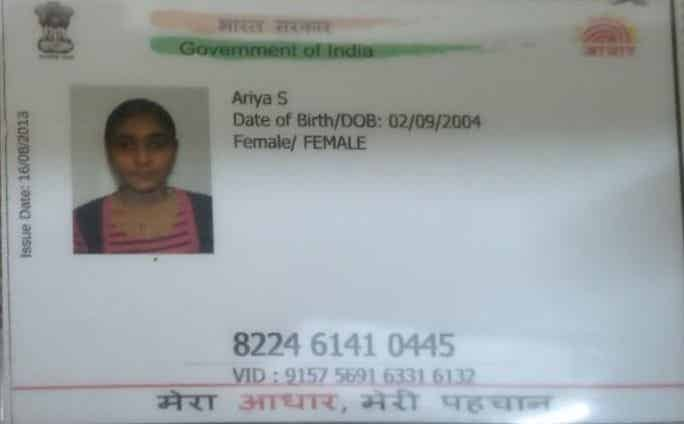 भारत सरकार
Government of India
आधार
Ariya S
Date of Birth/DOB: 02/09/2004
Female/ FEMALE
Issue Date: 16/08/2013
8224 6141 0445
VID : 9157 5691 6331 6132
मेरा आधार, मेरी पहचान